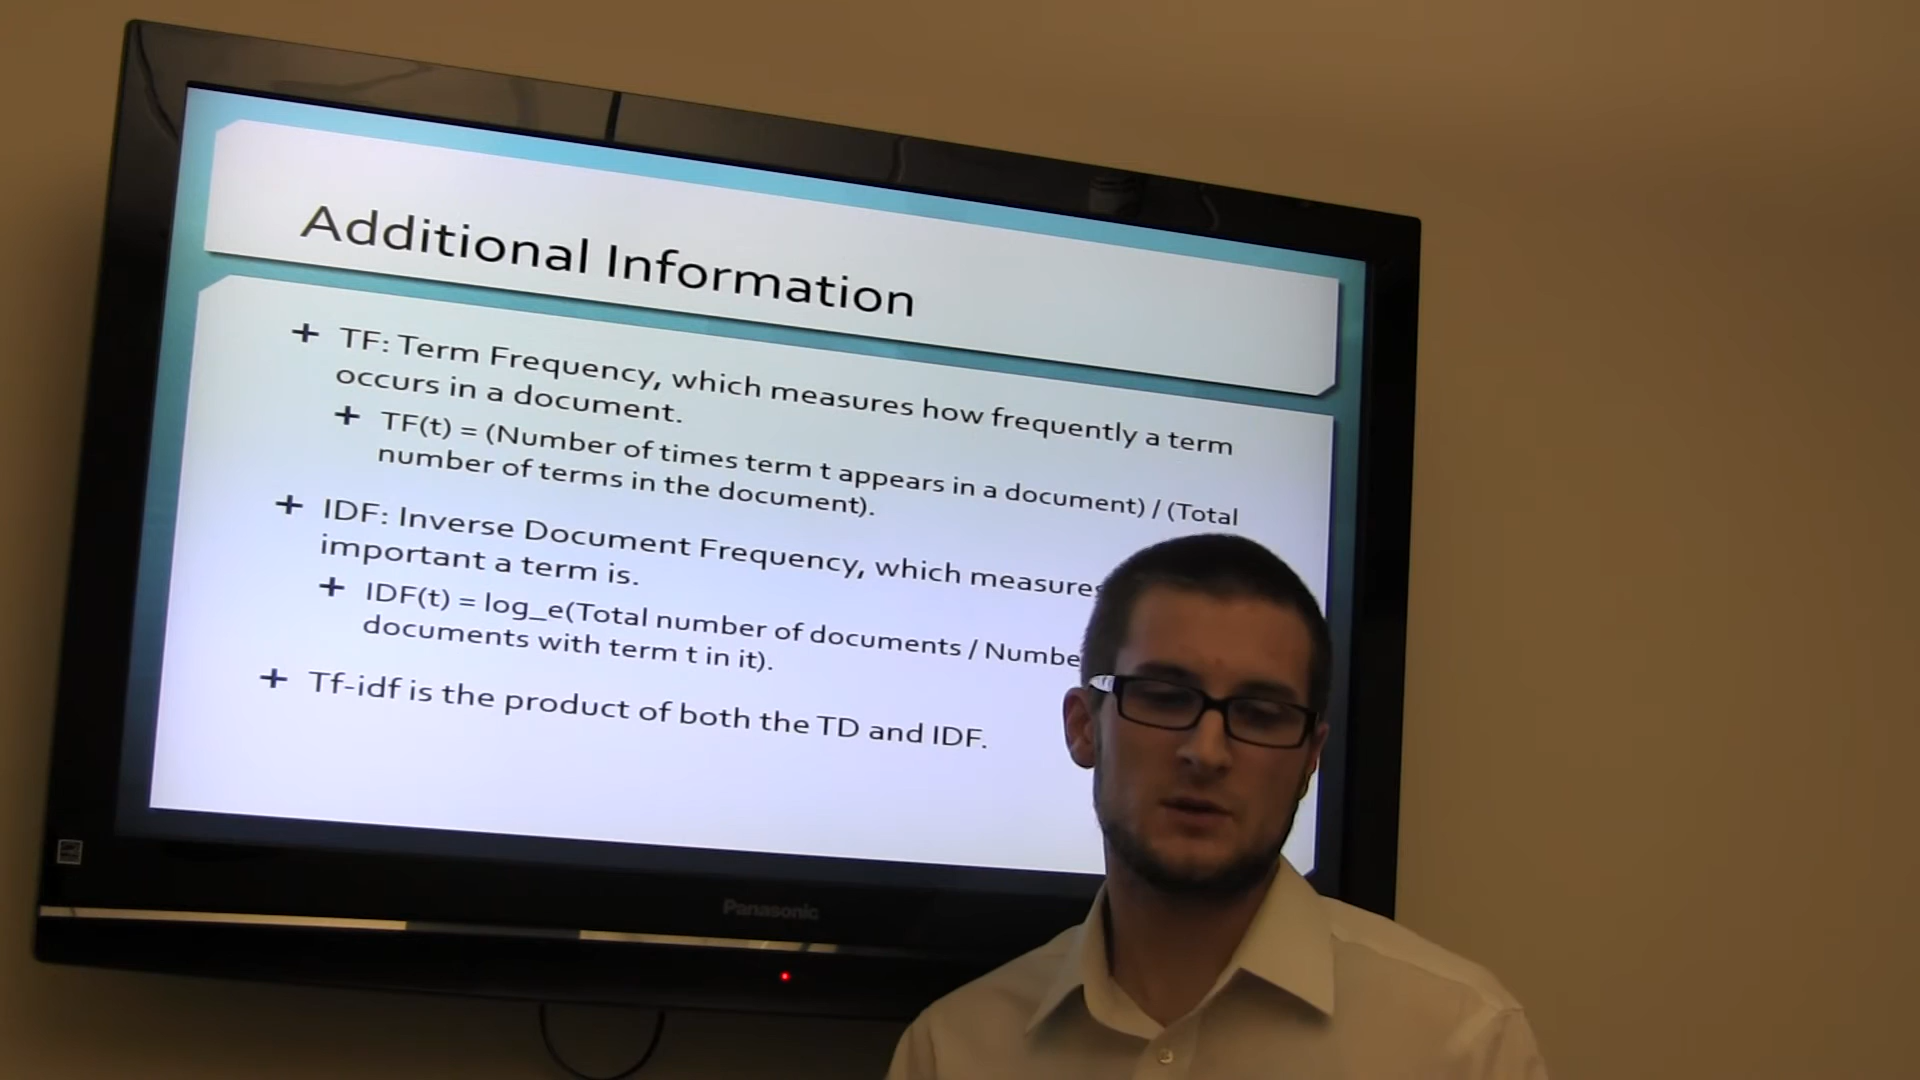 Additional Information
+ TF: Term Frequency, which measures how frequently a term
occurs in a document.
+ TF(t) = (Number of times term t appears in a document) / (Total
number of terms in the document).
+ IDF: Inverse Document Frequency, which measures
important a term is.
+ IDF(t) = log_e(Total number of documents / Numbe
documents with term t in it).
+ Tf-idf is the product of both the TD and IDF.
Panasonic